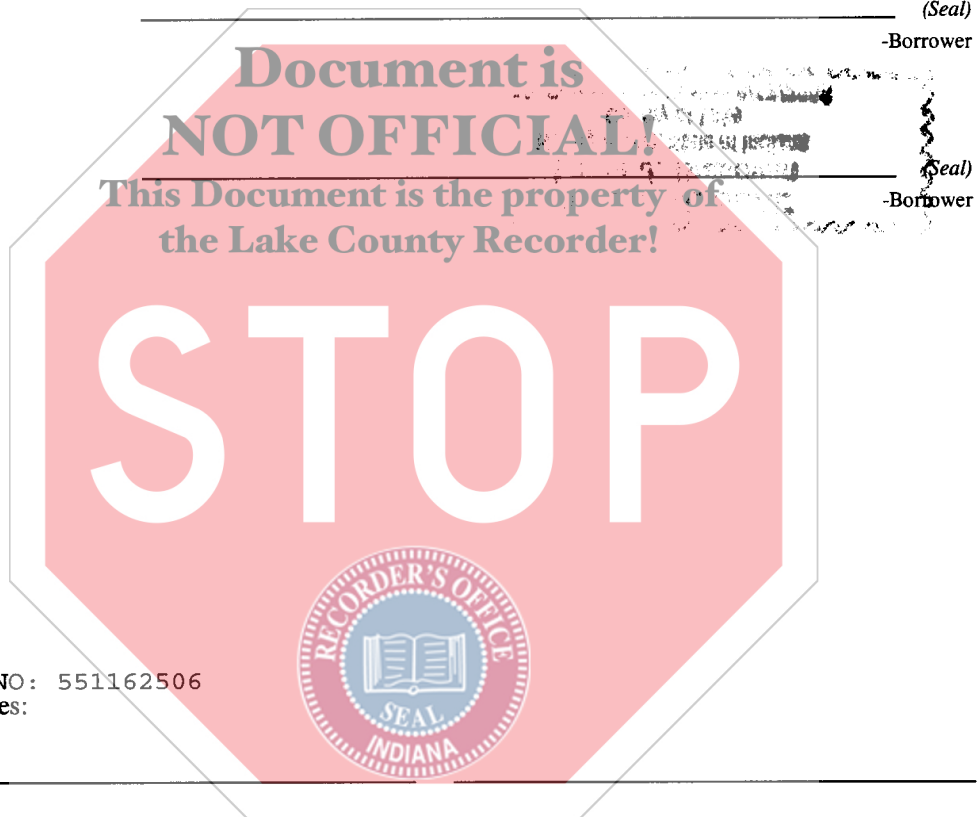 (Seal)
-Borrower
Document is
NOT OFFICIAL!
(Seal)
This Document is the property of
-Borrower
the Lake County Recorder!
STOP
RECORDER'S OFFICE
SEAL
INDIANA
NO: 551162506
es: